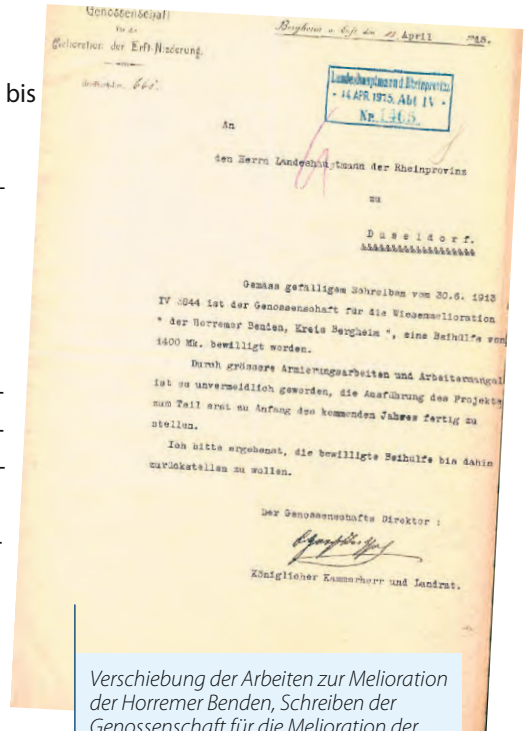 bis
Genossenschaft
für die
Melioration der Erft-Niederung.
Bergheim a. Erft den 12. April 1915.
Landeshauptmann d. Rheinprovinz
- 14. APR. 1915. Abt IV -
Nr. 1465
An
den Herrn Landeshauptmann der Rheinprovinz
zu
Dusseldorf.
Gemäss gefälligem Schreiben vom 30.6. 1913
IV 3844 ist der Genossenschaft für die Wiesenmelioration
" der Horremer Benden, Kreis Bergheim ", eine Beihülfe von
1400 Mk. bewilligt worden.
Durch grössere Armierungsarbeiten und Arbeitermangel
ist es unvermeidlich geworden, die Ausführung des Projekts
zum Teil erst zu Anfang des kommenden Jahres fertig zu
stellen.
Ich bitte ergebenst, die bewilligte Beihülfe bis dahin
zurückstellen zu wollen.
Der Genossenschafts Direktor :
Königlicher Kammerherr und Landrat.
Verschiebung der Arbeiten zur Melioration
der Horremer Benden, Schreiben der
Genossenschaft für die Melioration der